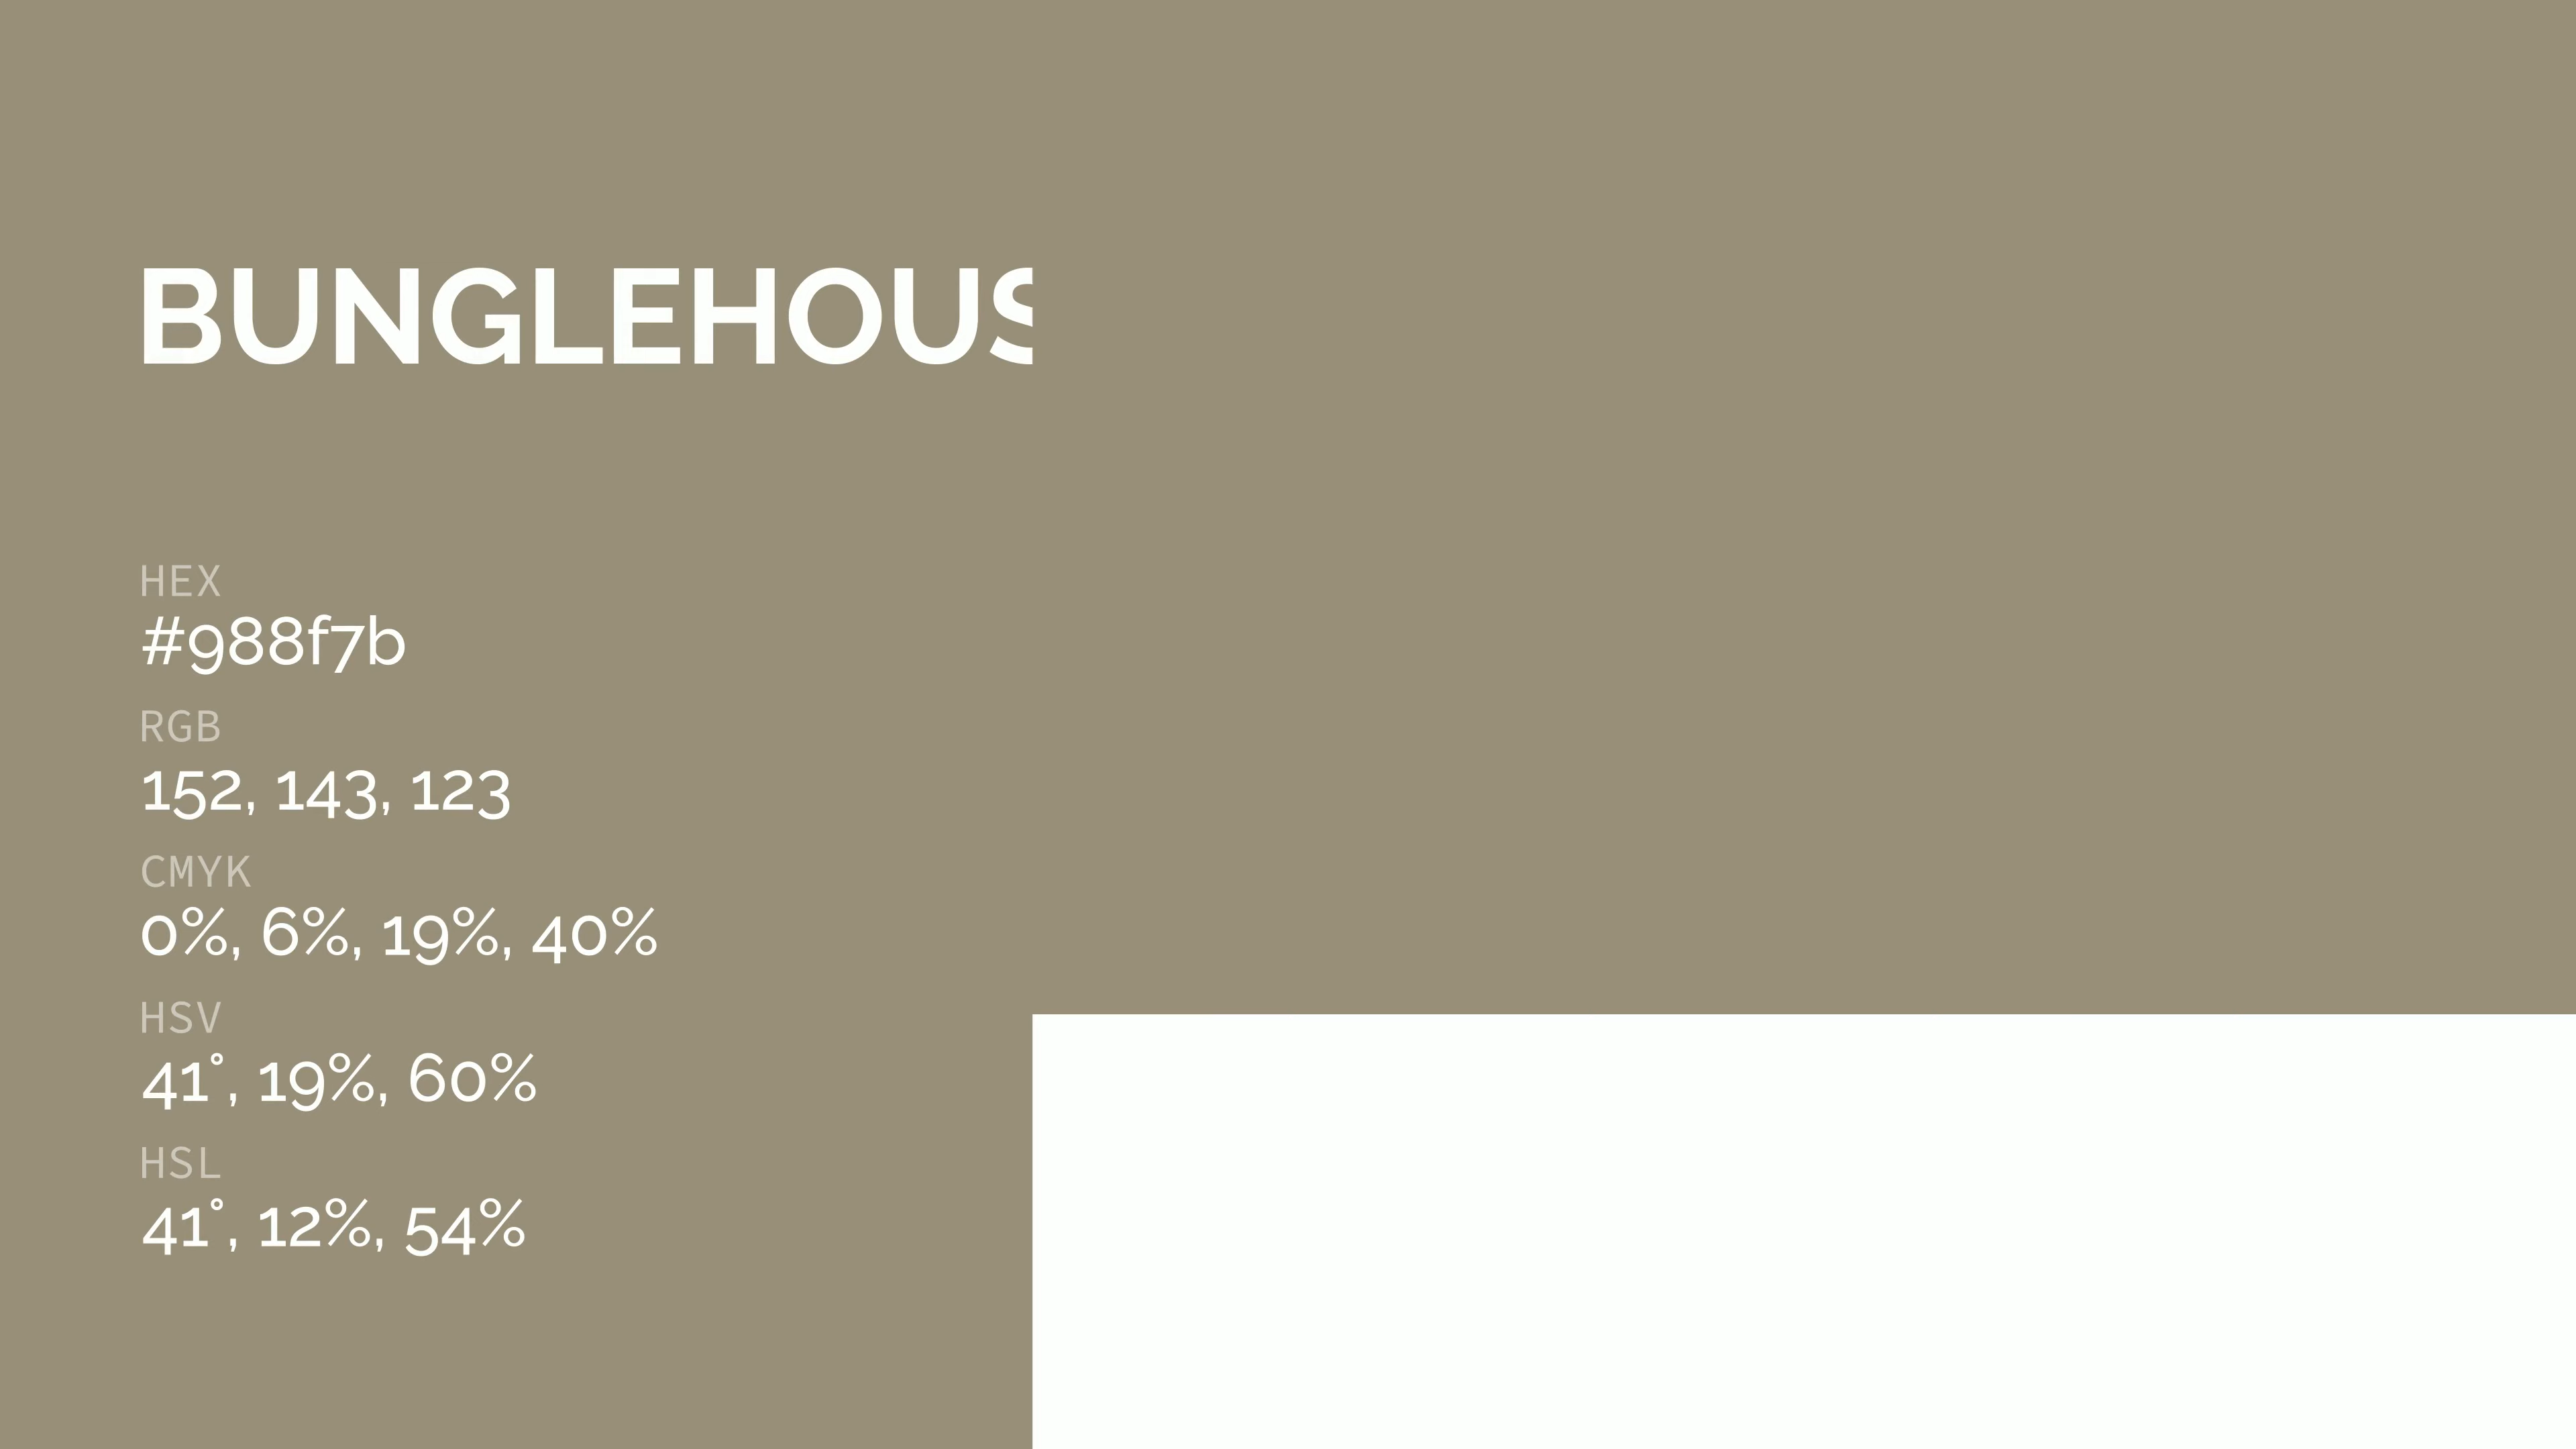 BUNGLEHOUS
HEX
#988f7b
RGB
152, 143, 123
CMYK
0%, 6%, 19%, 40%
HSV
41°, 19%, 60%
HSL
41°, 12%, 54%